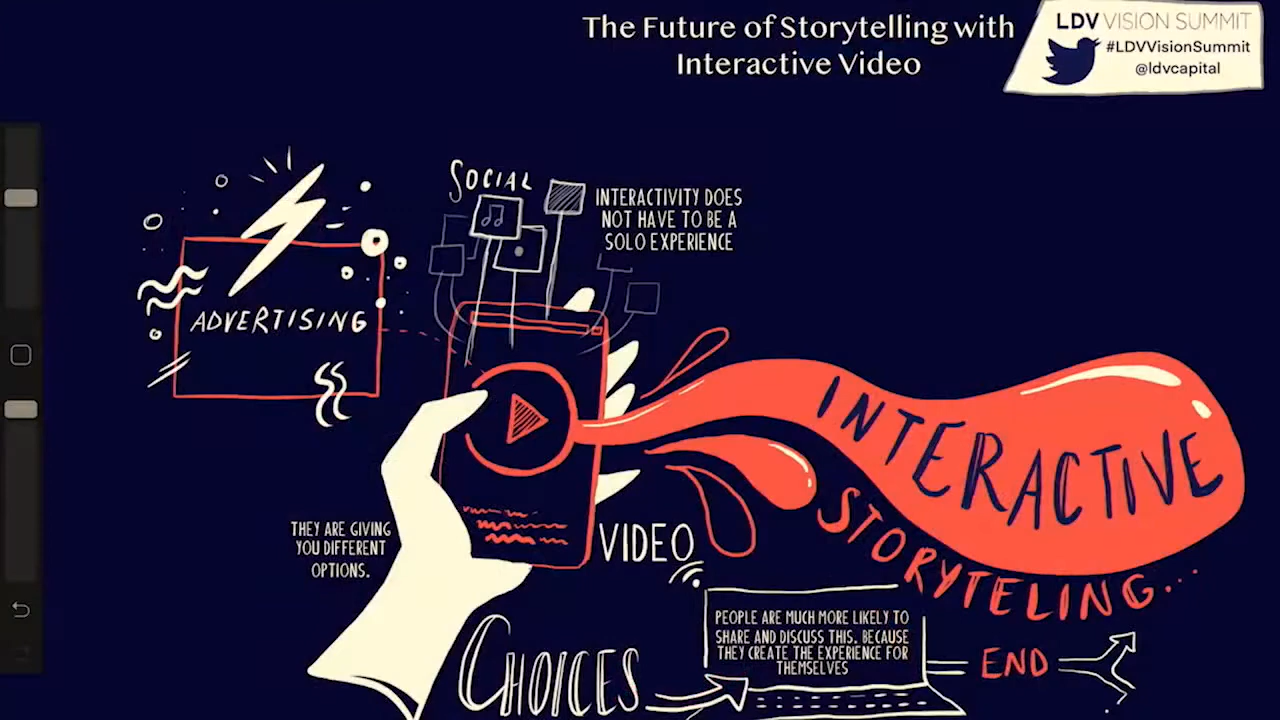 The Future of Storytelling with
Interactive Video
LDV VISION SUMMIT
#LDVVisionSummit
@ldvcapital
SOCIAL
INTERACTIVITY DOES
NOT HAVE TO BE A
SOLO EXPERIENCE
ADVERTISING
INTERACTIVE
STORYTELING...
THEY ARE GIVING
YOU DIFFERENT
OPTIONS.
VIDEO
CHOICES
PEOPLE ARE MUCH MORE LIKELY TO
SHARE AND DISCUSS THIS. BECAUSE
THEY CREATE THE EXPERIENCE FOR
THEMSELVES
END